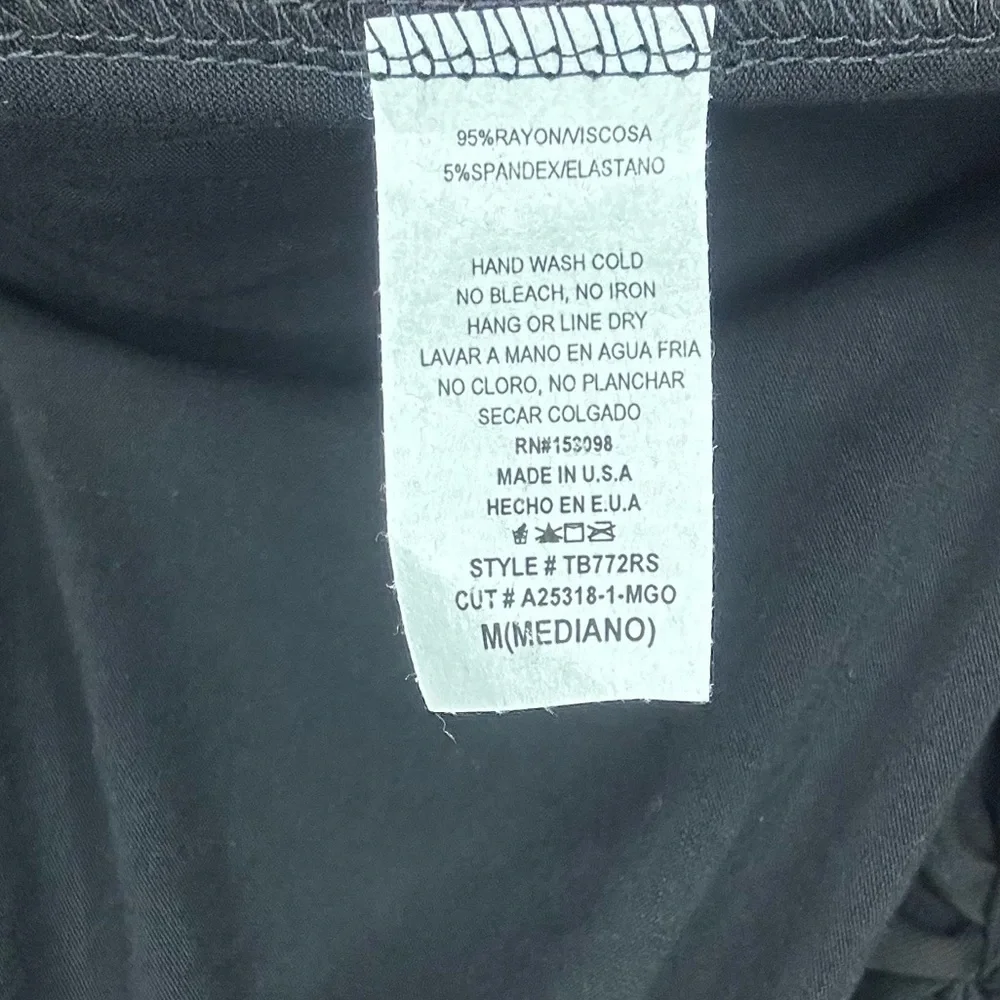 95%RAYON/VISCOSA
5%SPANDEX/ELASTANO
HAND WASH COLD
NO BLEACH, NO IRON
HANG OR LINE DRY
LAVAR A MANO EN AGUA FRIA
NO CLORO, NO PLANCHAR
SECAR COLGADO
RN#153098
MADE IN U.S.A
HECHO EN E.U.A
STYLE # TB772RS
CUT # A25318-1-MGO
M(MEDIANO)